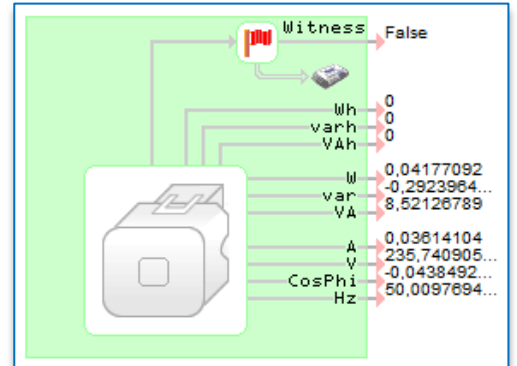 Witness False
Wh 0
varh 0
VAh 0
W 0,04177092
var -0,2923964...
VA 8,52126789
A 0,03614104
V 235,740905...
CosPhi -0,0438492...
Hz 50,0097694...